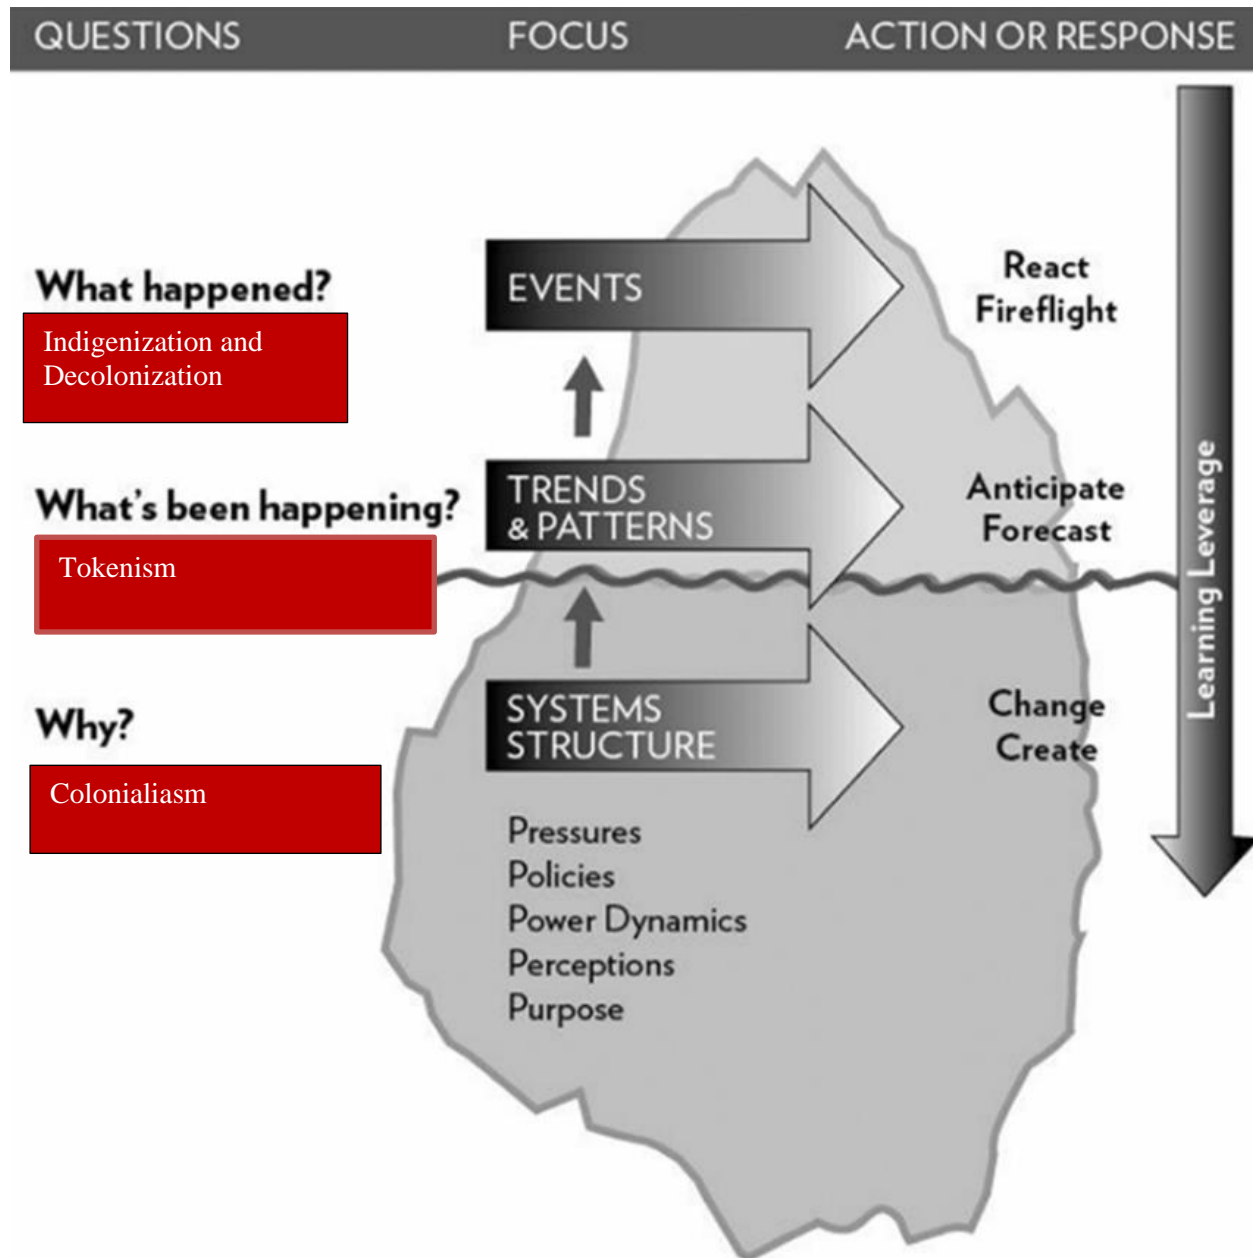 QUESTIONS FOCUS ACTION OR RESPONSE
What happened?
Indigenization and
Decolonization
EVENTS
React
Fireflight
What's been happening?
Tokenism
TRENDS
& PATTERNS
Anticipate
Forecast
Why?
Colonialiasm
SYSTEMS
STRUCTURE
Change
Create
Pressures
Policies
Power Dynamics
Perceptions
Purpose
Learning Leverage